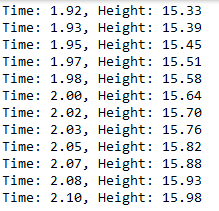 Time: 1.92, Height: 15.33
Time: 1.93, Height: 15.39
Time: 1.95, Height: 15.45
Time: 1.97, Height: 15.51
Time: 1.98, Height: 15.58
Time: 2.00, Height: 15.64
Time: 2.02, Height: 15.70
Time: 2.03, Height: 15.76
Time: 2.05, Height: 15.82
Time: 2.07, Height: 15.88
Time: 2.08, Height: 15.93
Time: 2.10, Height: 15.98